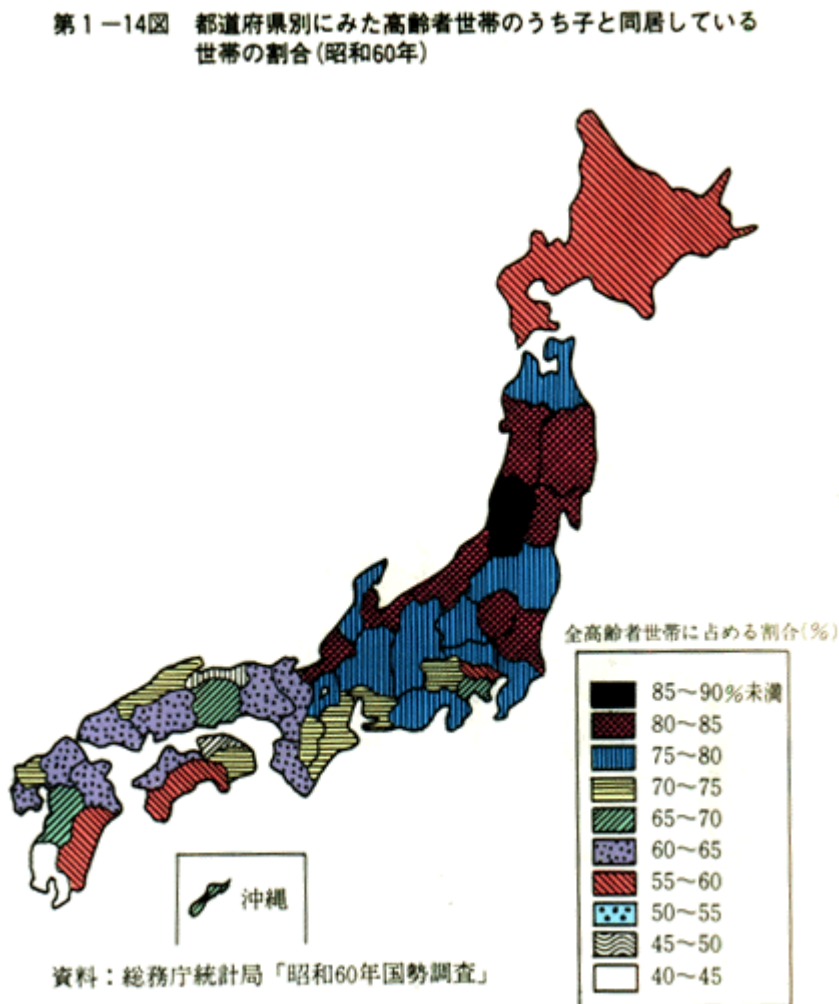 第1－14図 都道府県別にみた高齢者世帯のうち子と同居している
世帯の割合(昭和60年)
全高齢者世帯に占める割合(%)
85～90%未満
80～85
75～80
70～75
65～70
60～65
55～60
50～55
45～50
40～45
沖縄
資料：総務庁統計局「昭和60年国勢調査」